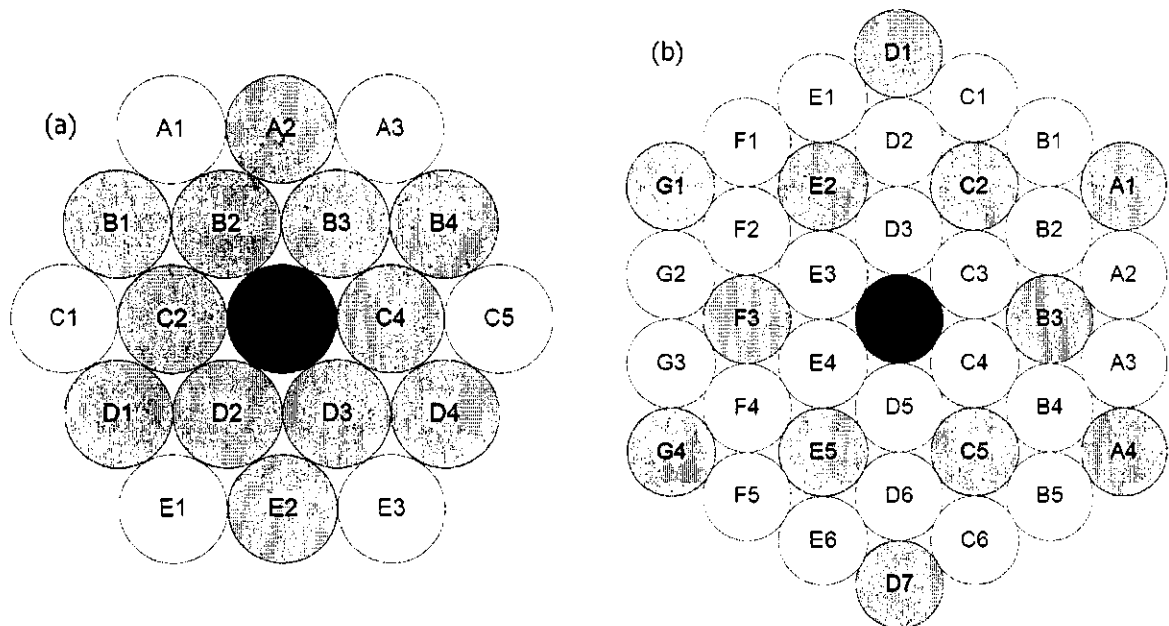 (a)
A1 A2 A3
B1 B2 B3 B4
C1 C2 C4 C5
D1 D2 D3 D4
E1 E2 E3
(b)
D1
E1 C1
F1 D2 B1
G1 E2 C2 A1
F2 D3 B2
G2 E3 C3 A2
F3 B3
G3 E4 C4 A3
F4 D5 B4
G4 E5 C5 A4
F5 D6 B5
E6 C6
D7